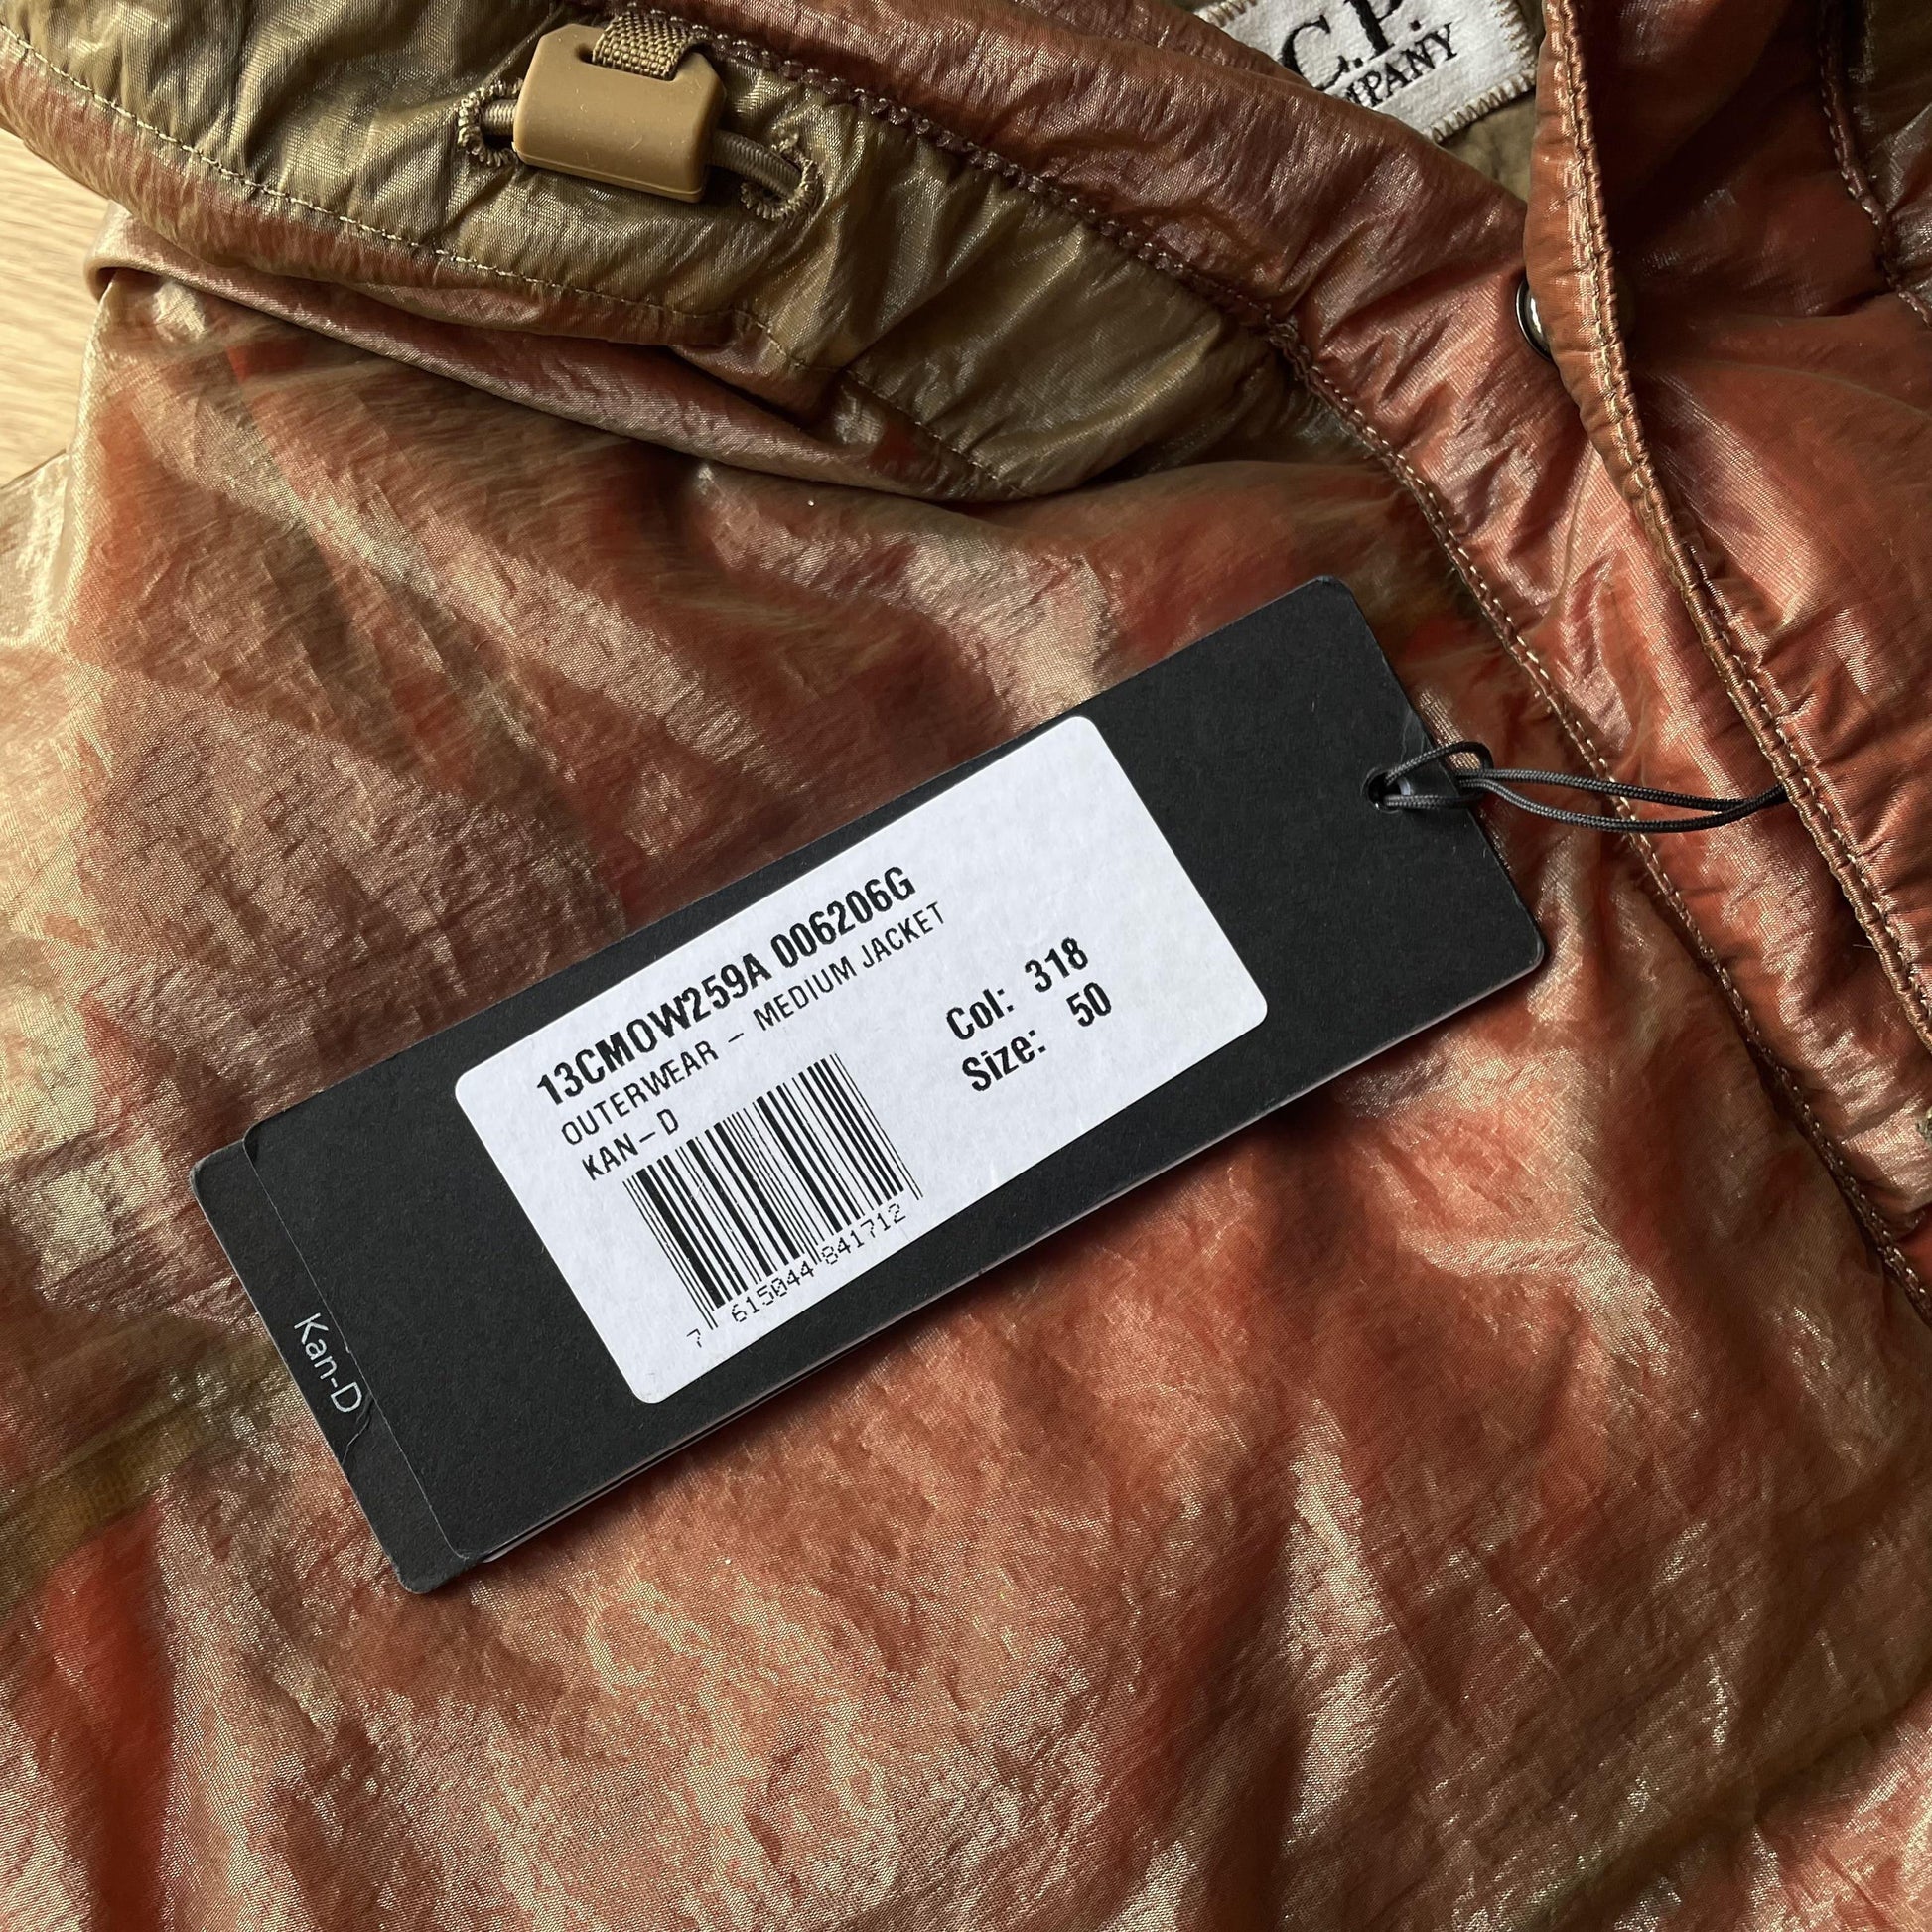 C.P.
COMPANY
13CMOW259A 006206G
OUTERWEAR - MEDIUM JACKET
KAN-D
Col: 318
Size: 50
7 615044 841712
Kan-D